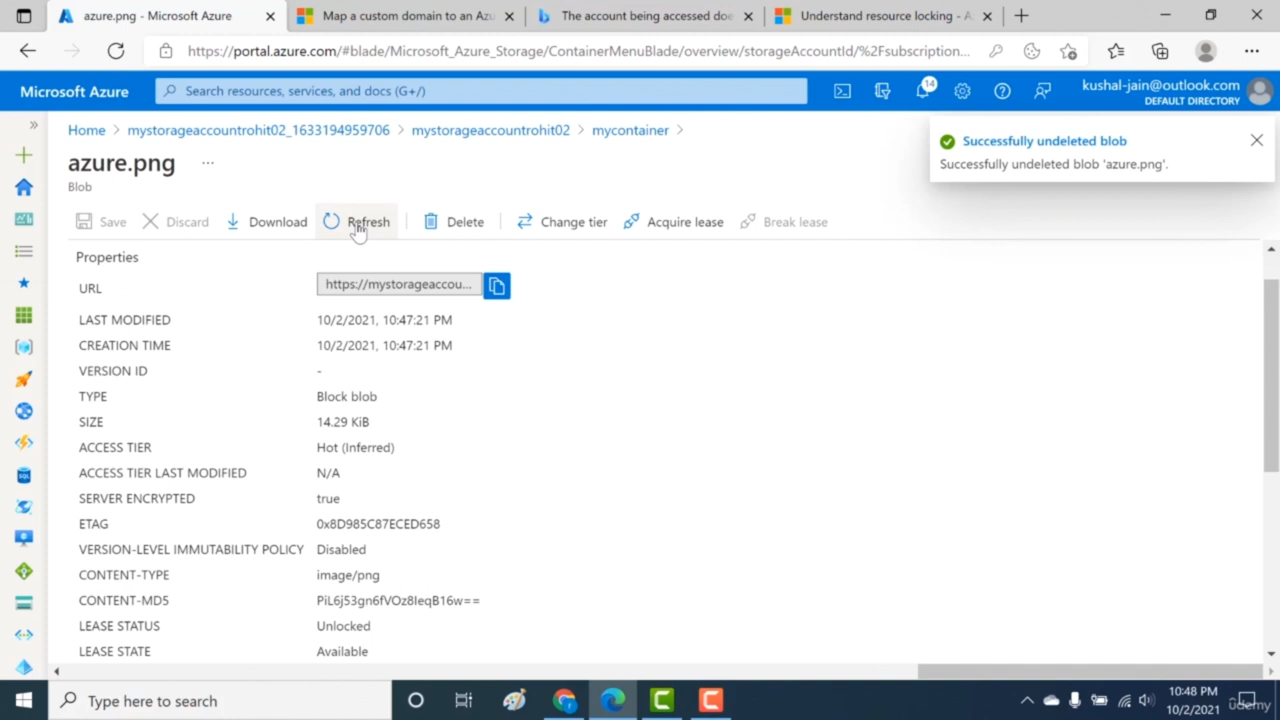 azure.png - Microsoft Azure
Map a custom domain to an Azu
The account being accessed doe
Understand resource locking - A
https://portal.azure.com/#blade/Microsoft_Azure_Storage/ContainerMenuBlade/overview/storageAccountId/%2Fsubscription...
Microsoft Azure
Search resources, services, and docs (G+/)
14
kushal-jain@outlook.com
DEFAULT DIRECTORY
Home > mystorageaccountrohit02_1633194959706 > mystorageaccountrohit02 > mycontainer >
Successfully undeleted blob
Successfully undeleted blob 'azure.png'.
azure.png ...
Blob
Save Discard Download Refresh Delete Change tier Acquire lease Break lease
Properties
URL https://mystorageaccou...
LAST MODIFIED 10/2/2021, 10:47:21 PM
CREATION TIME 10/2/2021, 10:47:21 PM
VERSION ID -
TYPE Block blob
SIZE 14.29 KiB
ACCESS TIER Hot (Inferred)
ACCESS TIER LAST MODIFIED N/A
SERVER ENCRYPTED true
ETAG 0x8D985C87ECED658
VERSION-LEVEL IMMUTABILITY POLICY Disabled
CONTENT-TYPE image/png
CONTENT-MD5 PiL6j53gn6fVOz8IeqB16w==
LEASE STATUS Unlocked
LEASE STATE Available
Type here to search
10:48 PM
10/2/2021
udemy